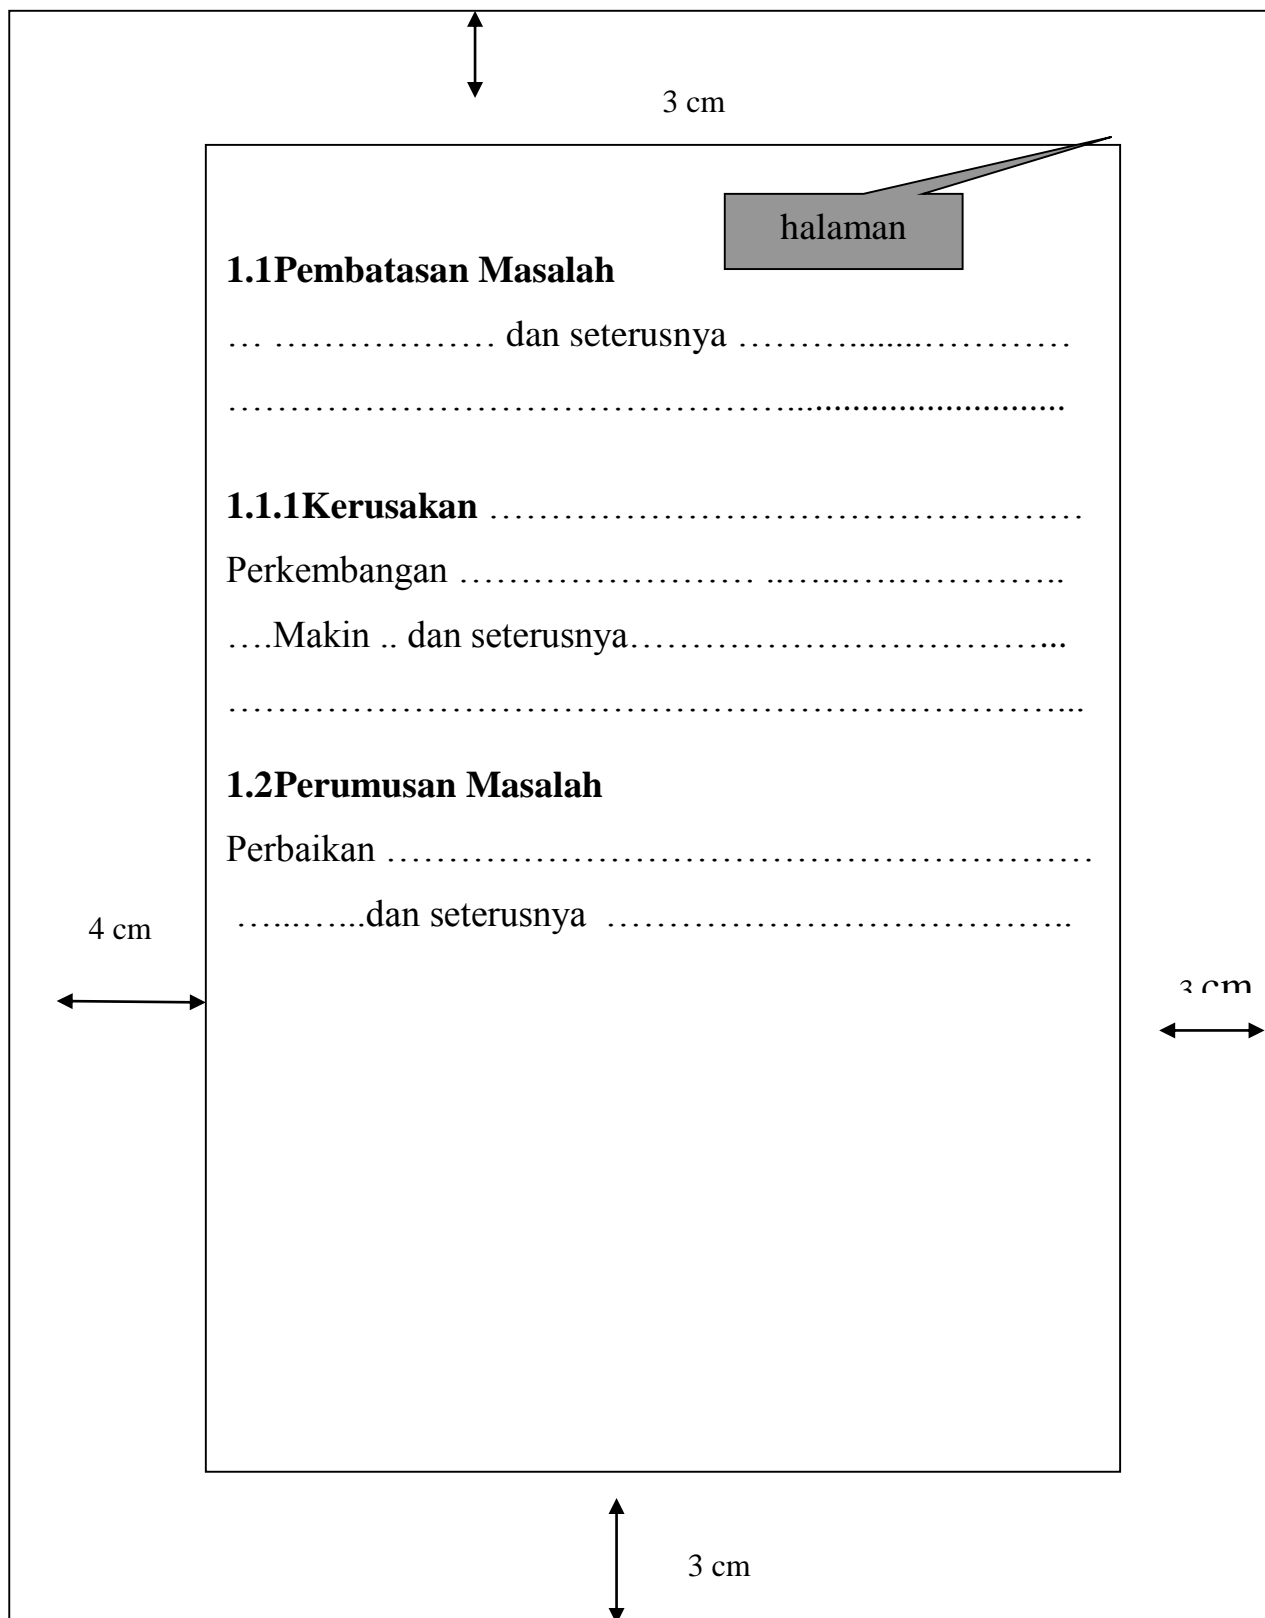 3 cm
halaman
1.1Pembatasan Masalah
… ……………… dan seterusnya ………........…………
………………………………………...............................
1.1.1Kerusakan …………………………………………
Perkembangan …………………… ..…...…..…………..
….Makin .. dan seterusnya……………………………...
……………………………………………….…………...
1.2Perumusan Masalah
Perbaikan …………………………………………………
…...…...dan seterusnya ………………………………..
4 cm
3 cm
3 cm